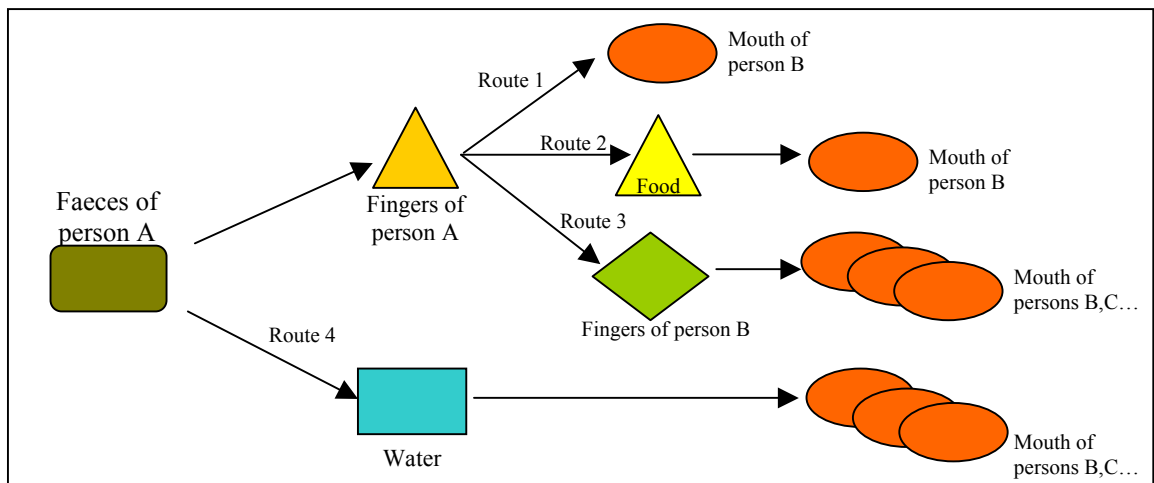 Mouth of
person B
Route 1
Route 2
Food
Mouth of
person B
Faeces of
person A
Fingers of
person A
Route 3
Fingers of person B
Mouth of
persons B,C…
Route 4
Water
Mouth of
persons B,C…